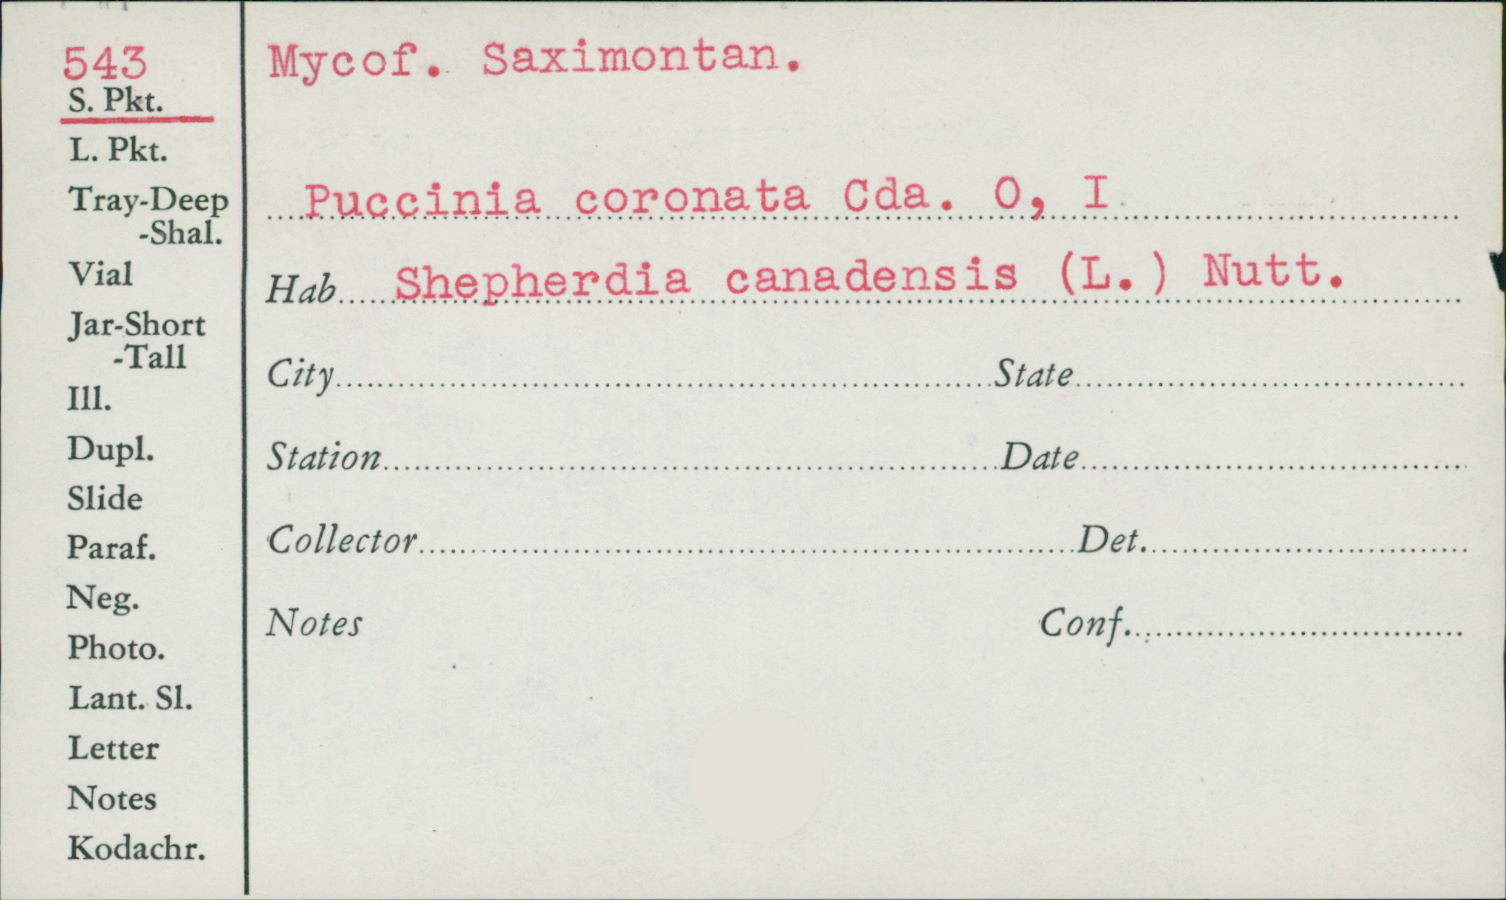 543
S. Pkt.
L. Pkt.
Tray-Deep
-Shal.
Vial
Jar-Short
-Tall
Ill.
Dupl.
Slide
Paraf.
Neg.
Photo.
Lant. Sl.
Letter
Notes
Kodachr.
Mycof. Saximontan.
Puccinia coronata Cda. O, I
Hab. Shepherdia canadensis (L.) Nutt.
City State
Station Date
Collector Det.
Notes Conf.